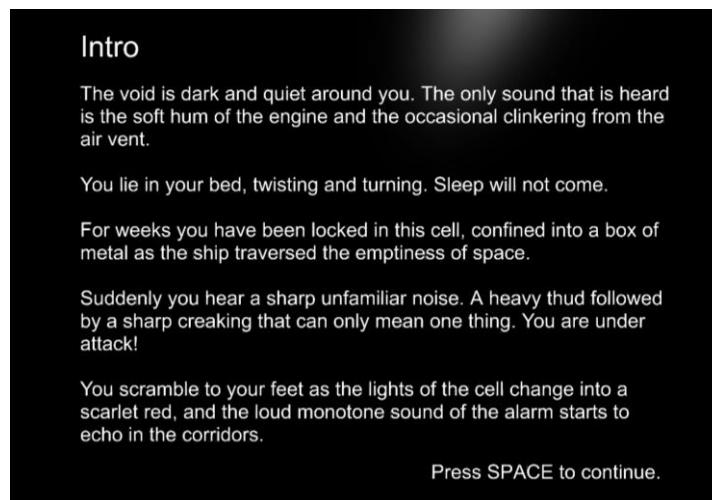 Intro
The void is dark and quiet around you. The only sound that is heard
is the soft hum of the engine and the occasional clinkering from the
air vent.
You lie in your bed, twisting and turning. Sleep will not come.
For weeks you have been locked in this cell, confined into a box of
metal as the ship traversed the emptiness of space.
Suddenly you hear a sharp unfamiliar noise. A heavy thud followed
by a sharp creaking that can only mean one thing. You are under
attack!
You scramble to your feet as the lights of the cell change into a
scarlet red, and the loud monotone sound of the alarm starts to
echo in the corridors.
Press SPACE to continue.